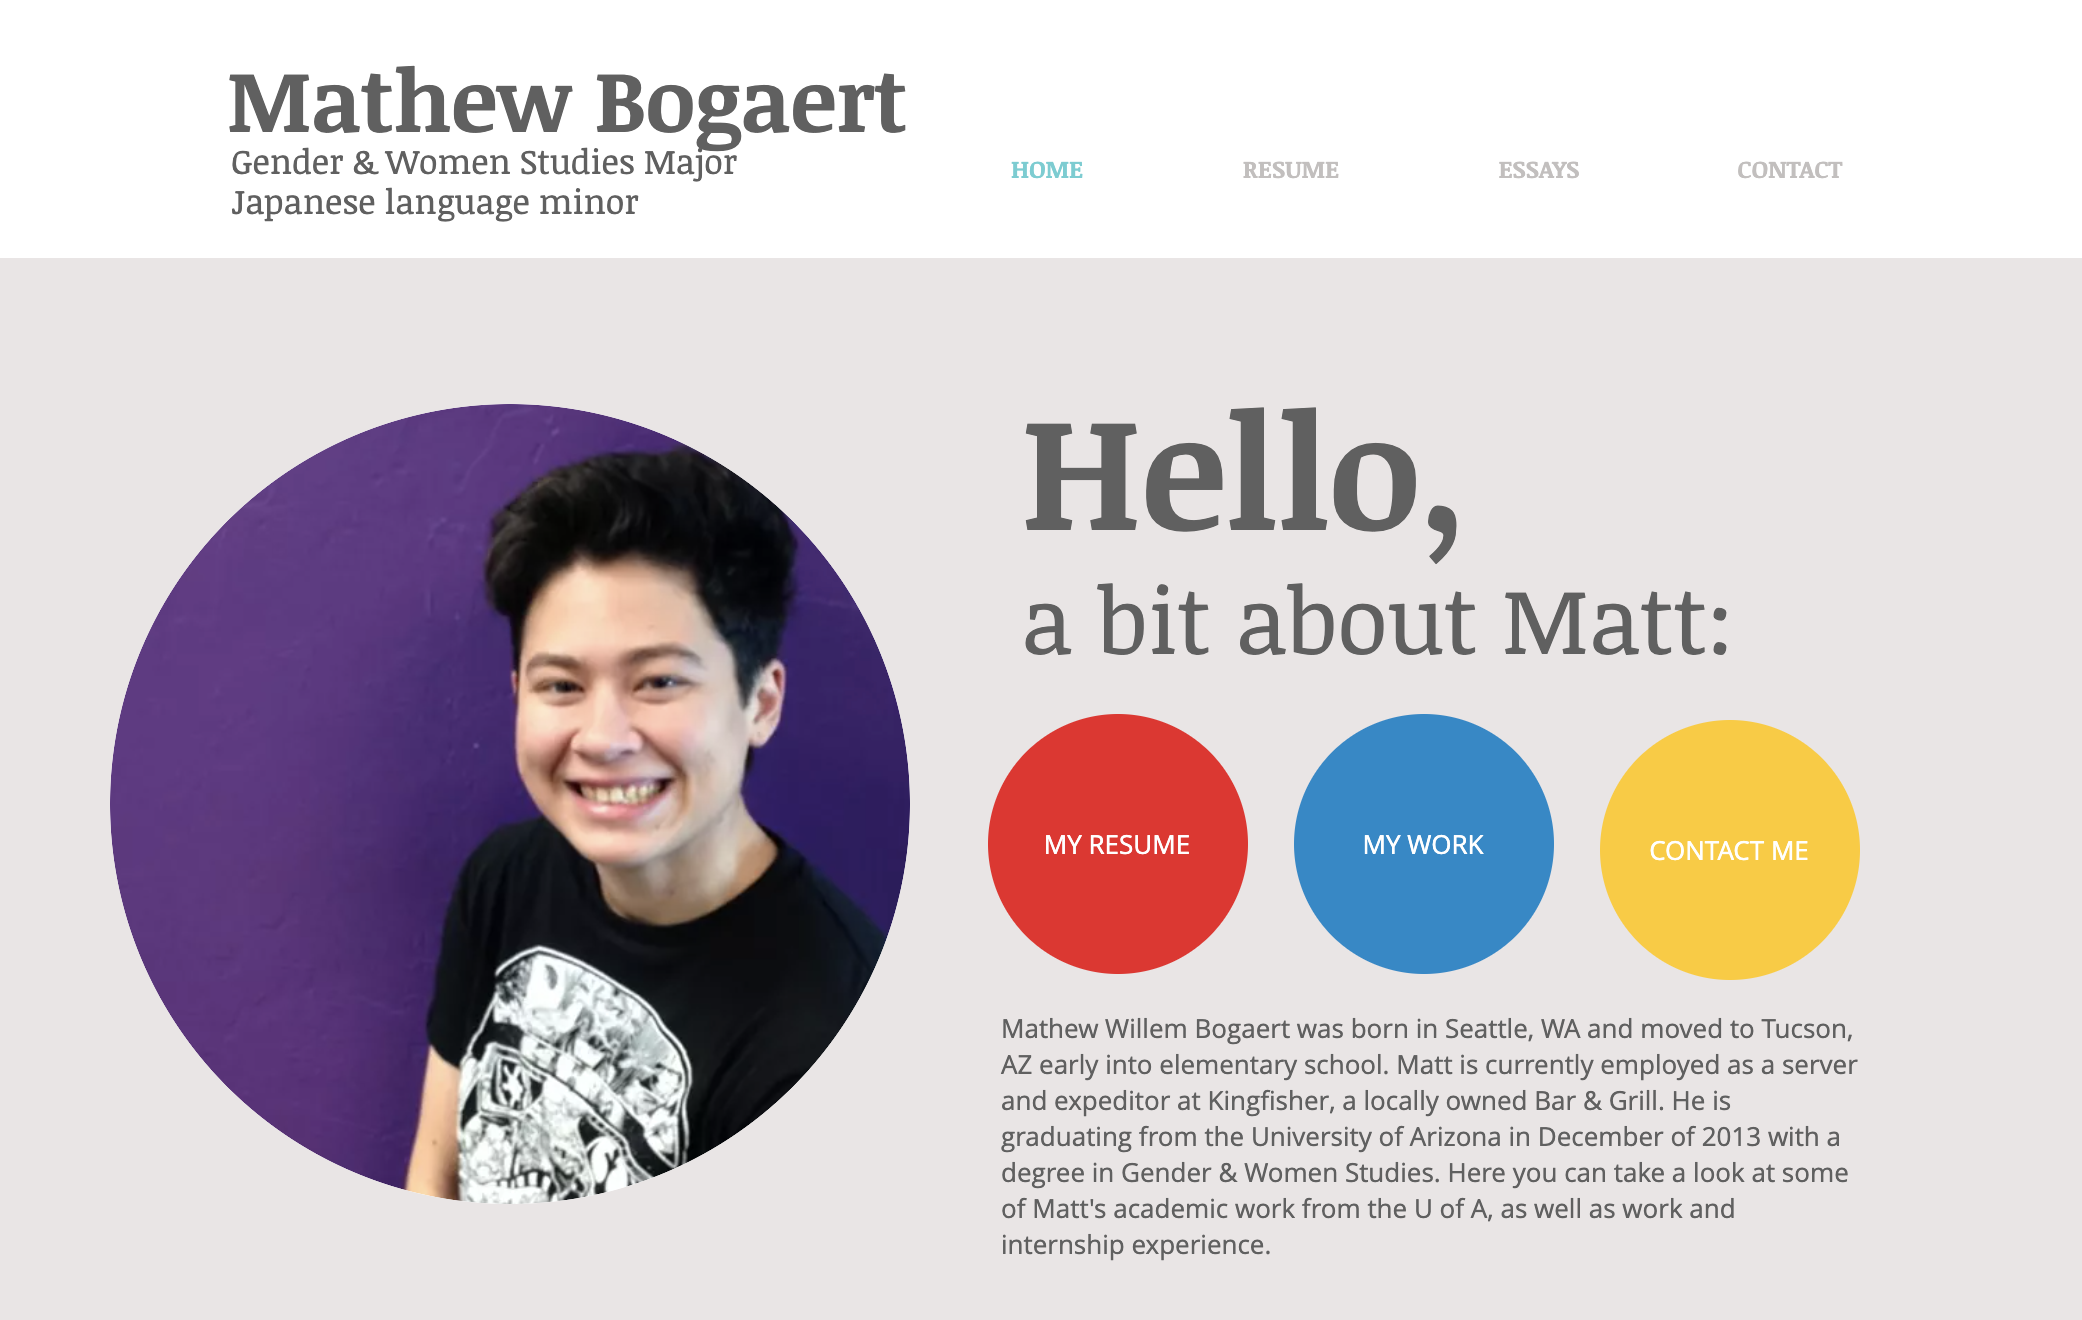 Mathew Bogaert
Gender & Women Studies Major
Japanese language minor
HOME
RESUME
ESSAYS
CONTACT
Hello,
a bit about Matt:
MY RESUME
MY WORK
CONTACT ME
Mathew Willem Bogaert was born in Seattle, WA and moved to Tucson,
AZ early into elementary school. Matt is currently employed as a server
and expeditor at Kingfisher, a locally owned Bar & Grill. He is
graduating from the University of Arizona in December of 2013 with a
degree in Gender & Women Studies. Here you can take a look at some
of Matt's academic work from the U of A, as well as work and
internship experience.